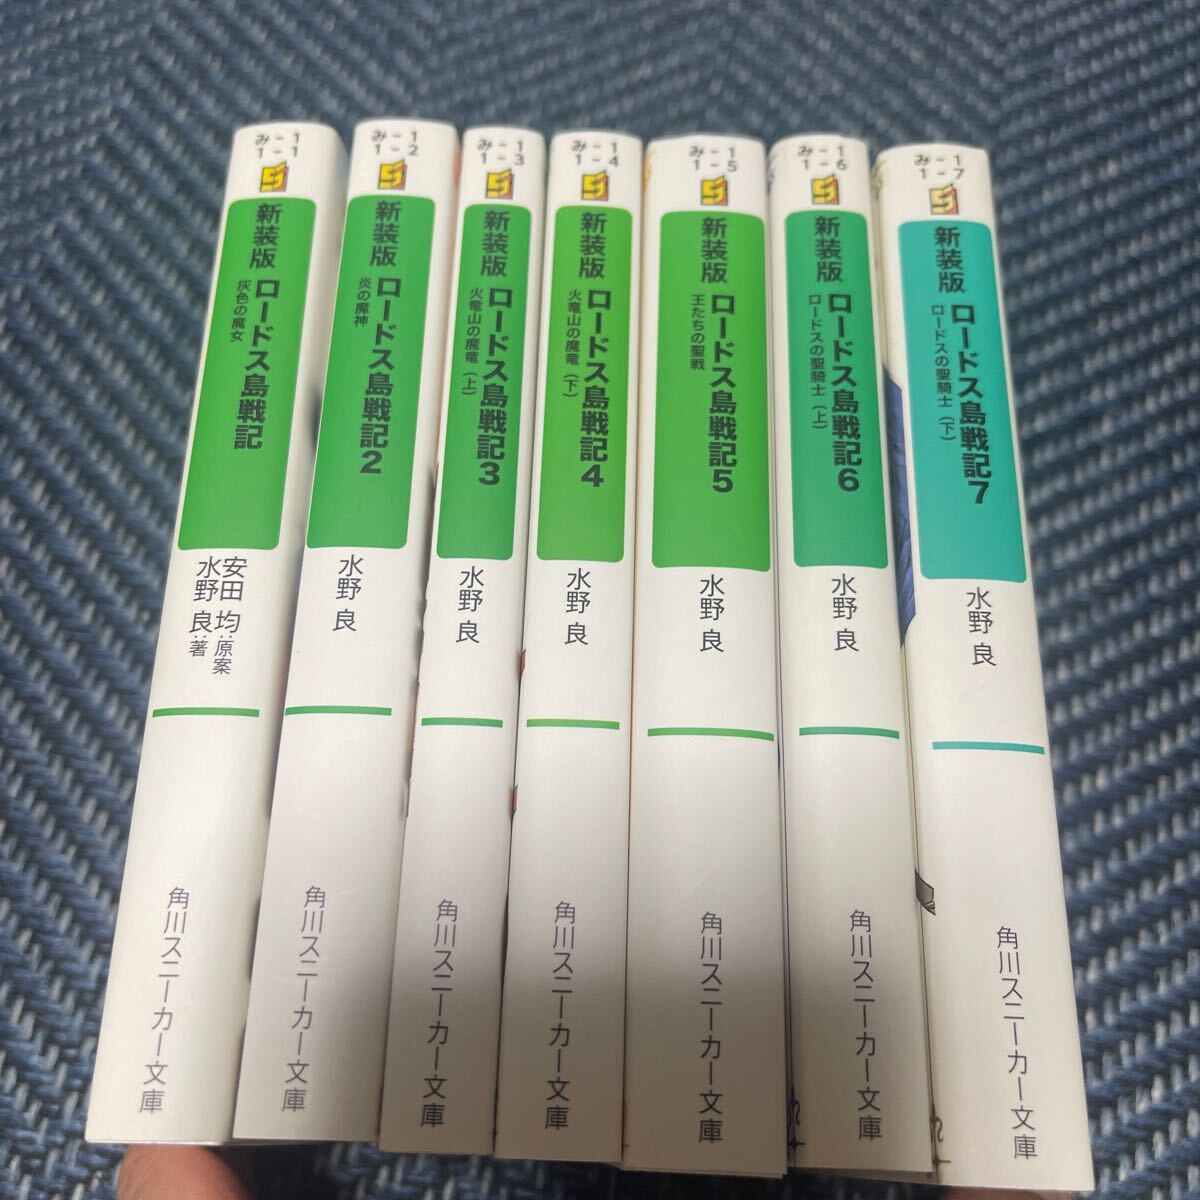 み-1
1-1
新装版
ロードス島戦記
灰色の魔女
安田 均:原案
水野 良:著
角川スニーカー文庫
み-1
1-2
新装版
ロードス島戦記2
炎の魔神
水野 良
角川スニーカー文庫
み-1
1-3
新装版
ロードス島戦記3
火竜山の魔竜(上)
水野 良
角川スニーカー文庫
み-1
1-4
新装版
ロードス島戦記4
火竜山の魔竜(下)
水野 良
角川スニーカー文庫
み-1
1-5
新装版
ロードス島戦記5
王たちの聖戦
水野 良
角川スニーカー文庫
み-1
1-6
新装版
ロードス島戦記6
ロードスの聖騎士(上)
水野 良
角川スニーカー文庫
み-1
1-7
新装版
ロードス島戦記7
ロードスの聖騎士(下)
水野 良
角川スニーカー文庫